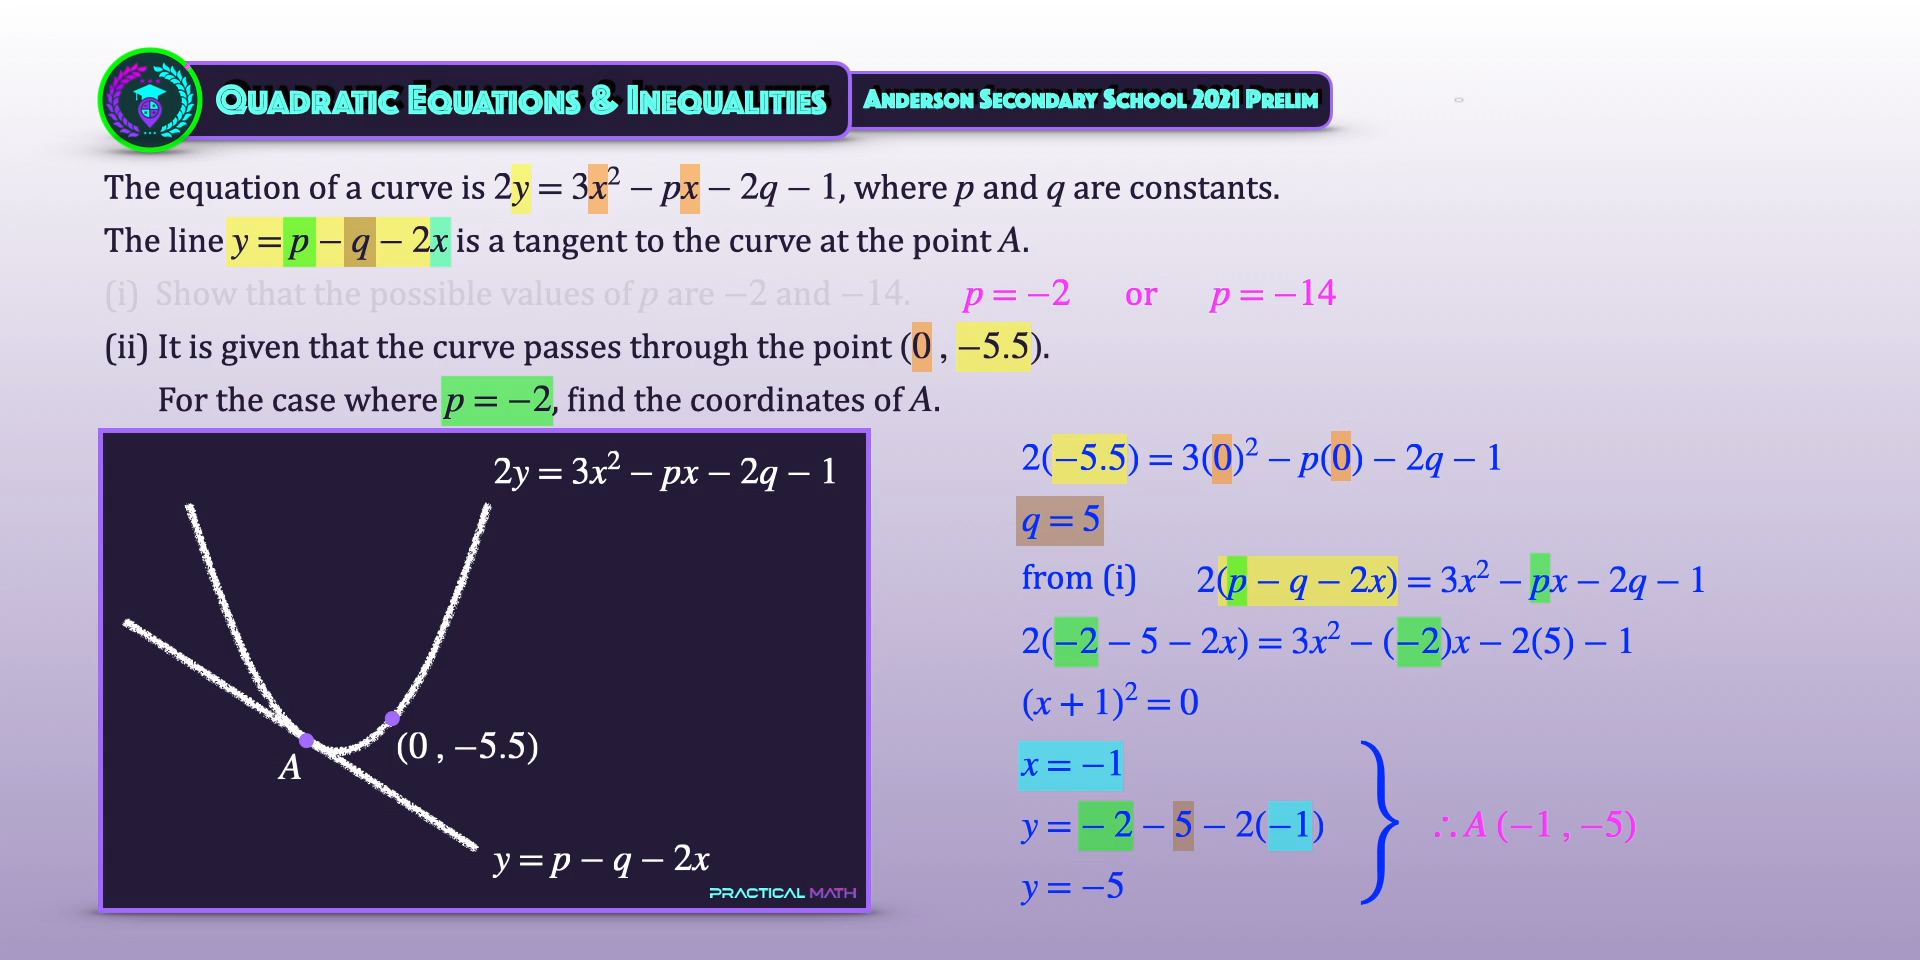 QUADRATIC EQUATIONS & INEQUALITIES
ANDERSON SECONDARY SCHOOL 2021 PRELIM
The equation of a curve is 2y = 3x² − px − 2q − 1, where p and q are constants.
The line y = p − q − 2x is a tangent to the curve at the point A.
(i) Show that the possible values of p are −2 and −14. p = −2 or p = −14
(ii) It is given that the curve passes through the point (0 , −5.5).
For the case where p = −2, find the coordinates of A.
2y = 3x² − px − 2q − 1
(0 , −5.5)
A
y = p − q − 2x
PRACTICAL MATH
2(−5.5) = 3(0)² − p(0) − 2q − 1
q = 5
from (i) 2(p − q − 2x) = 3x² − px − 2q − 1
2(−2 − 5 − 2x) = 3x² − (−2)x − 2(5) − 1
(x + 1)² = 0
x = −1
y = − 2 − 5 − 2(−1)
y = −5
∴ A (−1 , −5)